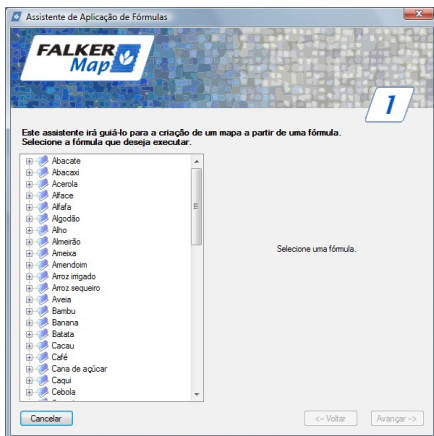 Assistente de Aplicação de Fórmulas
FALKER
Map
1
Este assistente irá guiá-lo para a criação de um mapa a partir de uma fórmula.
Selecione a fórmula que deseja executar.
Abacate
Abacaxi
Acerola
Alface
Alfafa
Algodão
Alho
Almeirão
Ameixa
Amendoim
Arroz irrigado
Arroz sequeiro
Aveia
Bambu
Banana
Batata
Cacau
Café
Cana de açúcar
Caqui
Cebola
Selecione uma fórmula.
Cancelar
<- Voltar
Avançar ->